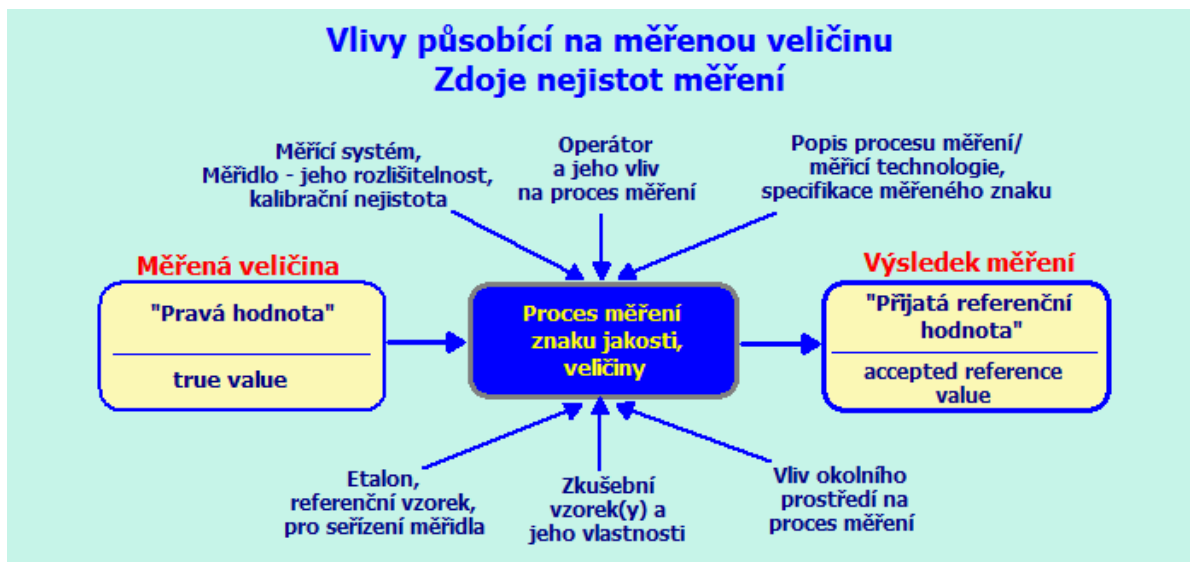 Vlivy působící na měřenou veličinu
Zdoje nejistot měření
Měřící systém,
Měřidlo - jeho rozlišitelnost,
kalibrační nejistota
Operátor
a jeho vliv
na proces měření
Popis procesu měření/
měřicí technologie,
specifikace měřeného znaku
Měřená veličina
"Pravá hodnota"
true value
Proces měření
znaku jakosti,
veličiny
Výsledek měření
"Přijatá referenční
hodnota"
accepted reference
value
Etalon,
referenční vzorek,
pro seřízení měřidla
Zkušební
vzorek(y) a
jeho vlastnosti
Vliv okolního
prostředí na
proces měření